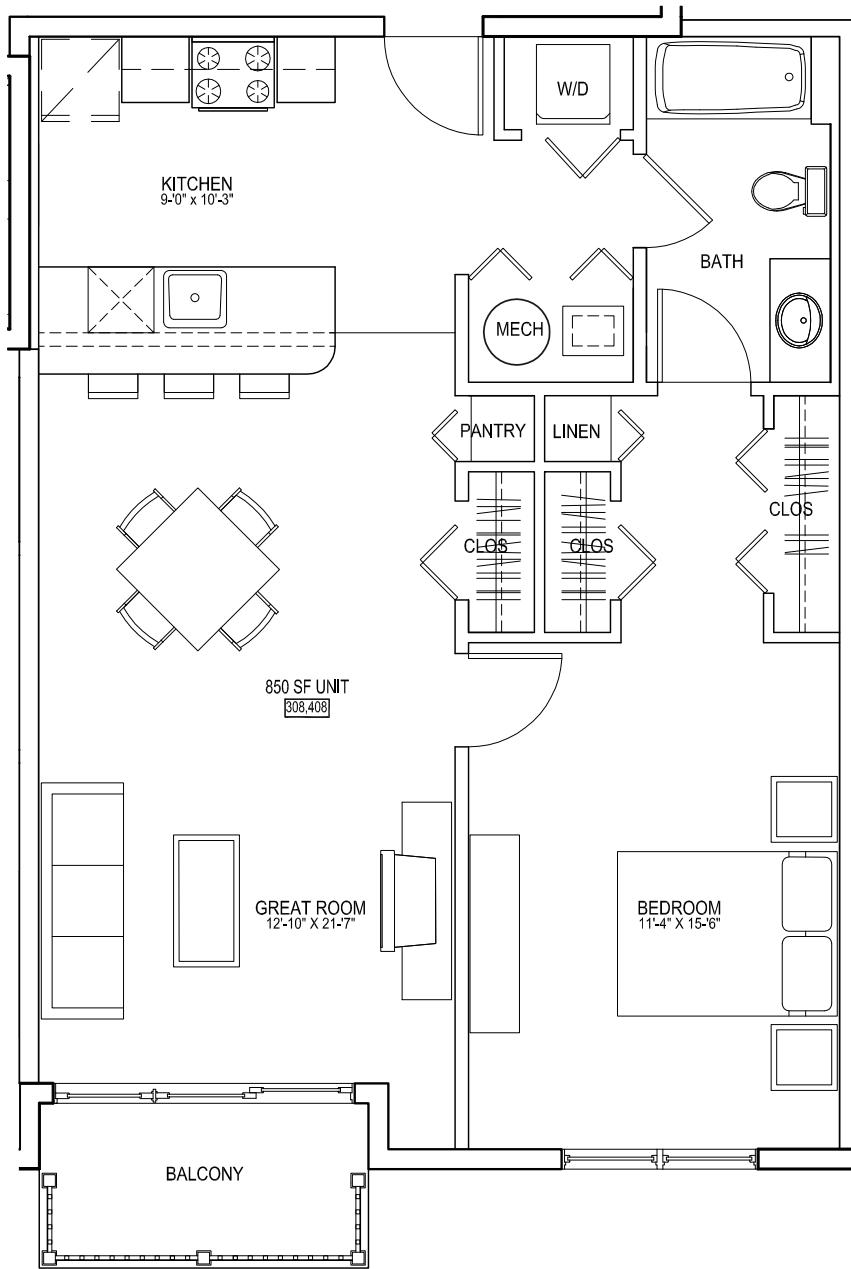 W/D
KITCHEN
9'-0" x 10'-3"
BATH
MECH
PANTRY
LINEN
CLOS
CLOS
CLOS
850 SF UNIT
308,408
GREAT ROOM
12'-10" X 21'-7"
BEDROOM
11'-4" X 15'-6"
BALCONY